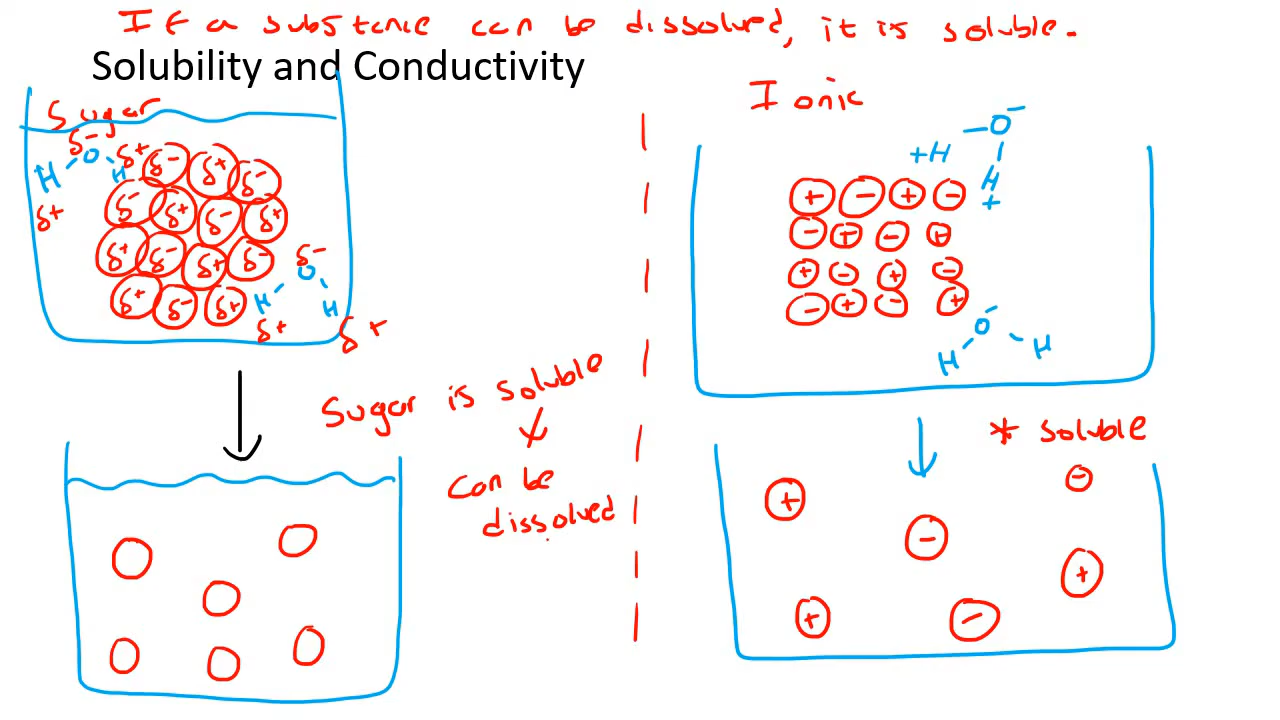 If a substance can be dissolved, it is soluble.
Solubility and Conductivity
Sugar
Ionic
δ-
H O H δ+ δ- δ+ δ-
δ+ δ- δ+ δ- δ+
δ+ δ- δ+ δ- δ-
O
δ+ δ- δ+ H H
δ+ δ+
O-
+H
H
+
+ - + -
- + - +
+ - + -
- + - +
O-
H H
Sugar is soluble
can be
dissolved
* soluble
+ -
-
+
+ -